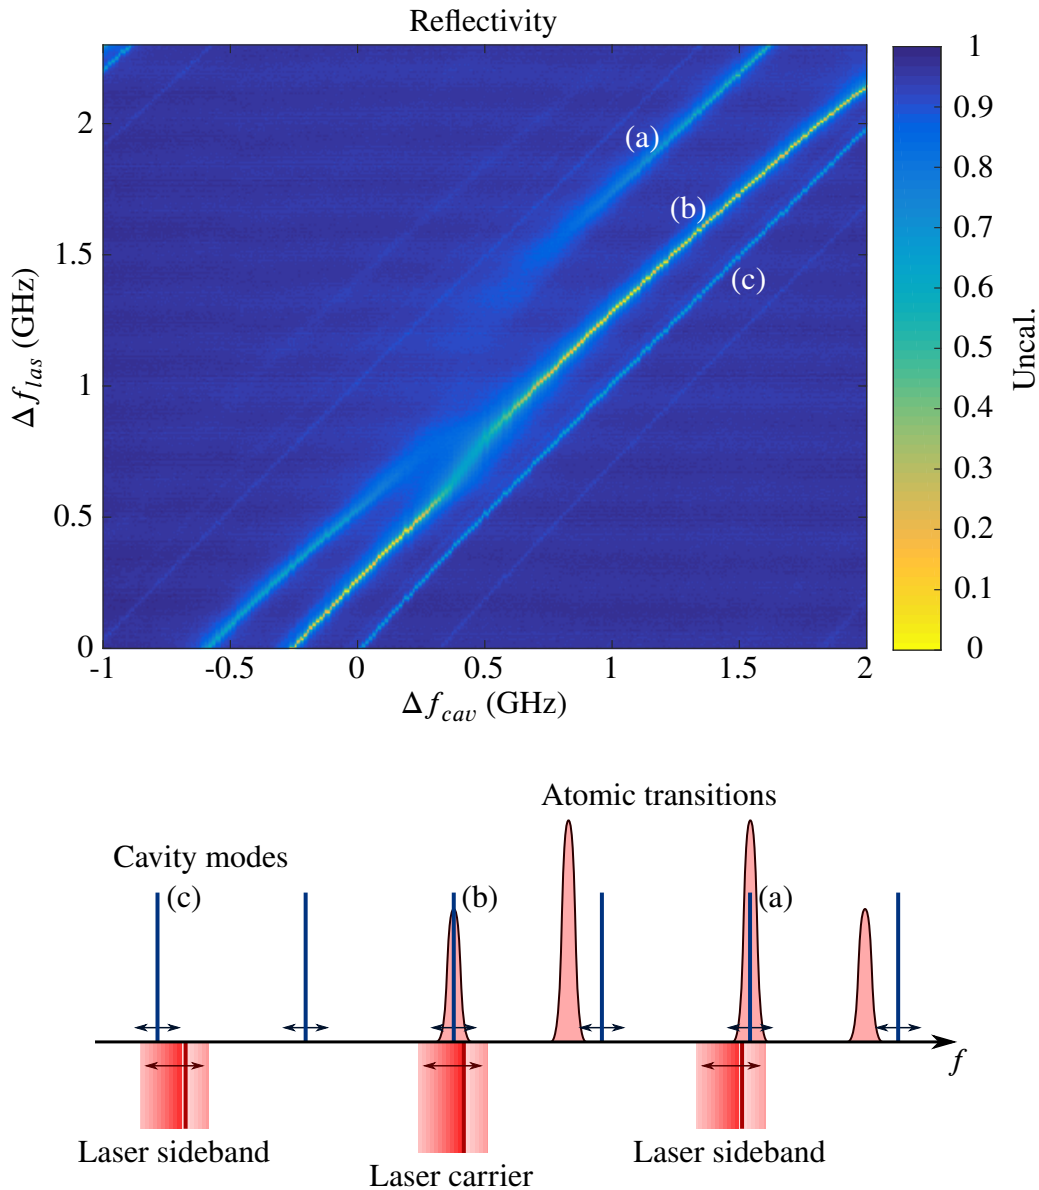 Reflectivity
Δf_las (GHz)
2
1.5
1
0.5
0
(a)
(b)
(c)
-1
-0.5
0
0.5
1
1.5
2
Δf_cav (GHz)
1
0.9
0.8
0.7
0.6
0.5
0.4
0.3
0.2
0.1
0
Uncal.
Atomic transitions
Cavity modes
(c)
(b)
(a)
f
Laser sideband
Laser carrier
Laser sideband